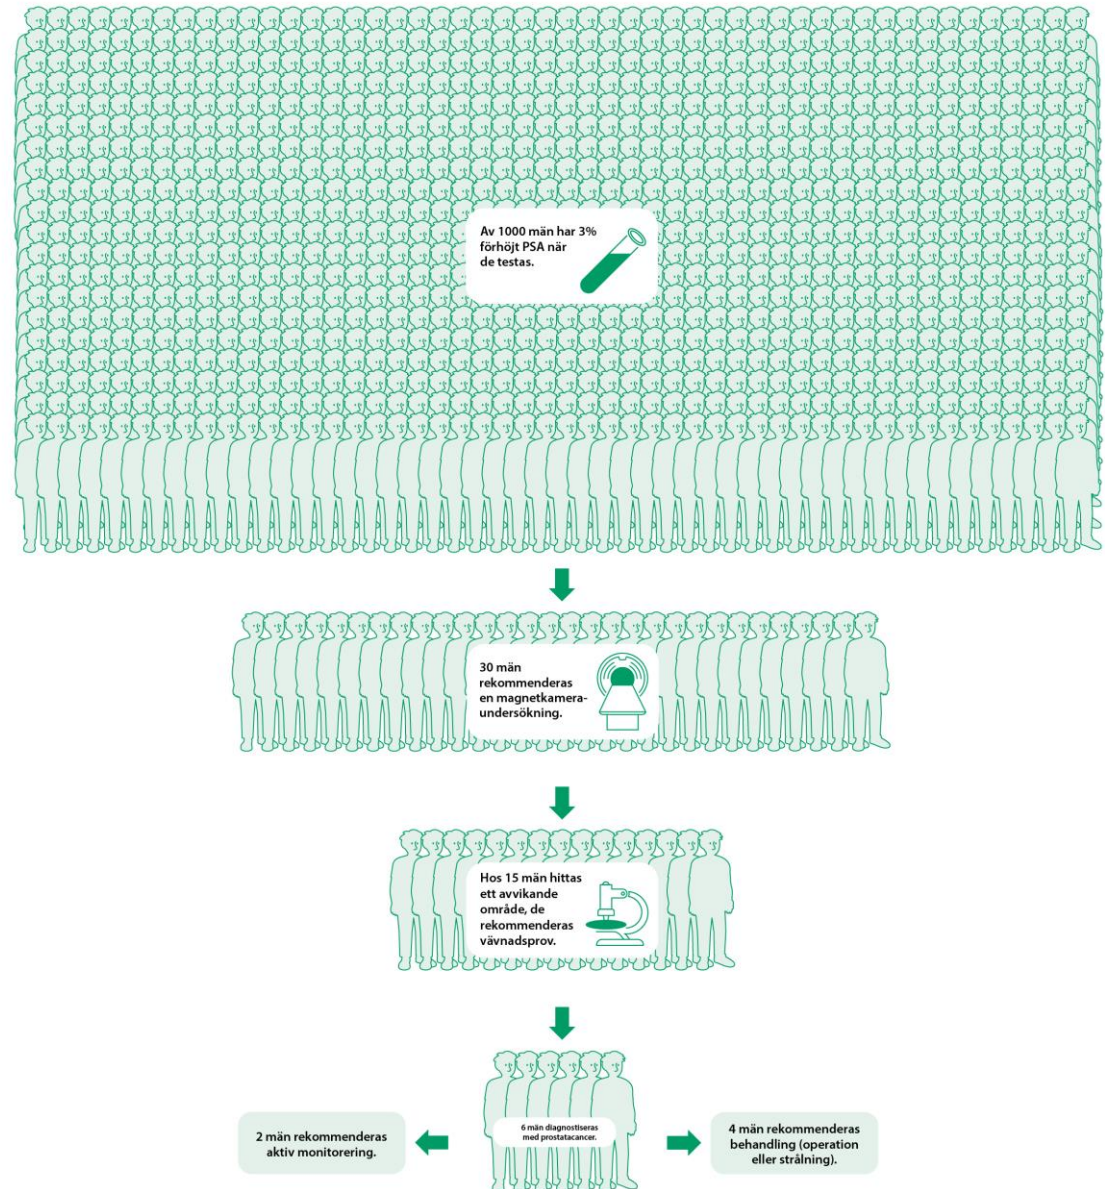 Av 1000 män har 3%
förhöjt PSA när
de testas.
30 män
rekommenderas
en magnetkamera-
undersökning.
Hos 15 män hittas
ett avvikande
område, de
rekommenderas
vävnadsprov.
6 män diagnostiseras
med prostatacancer.
2 män rekommenderas
aktiv monitorering.
4 män rekommenderas
behandling (operation
eller strålning).